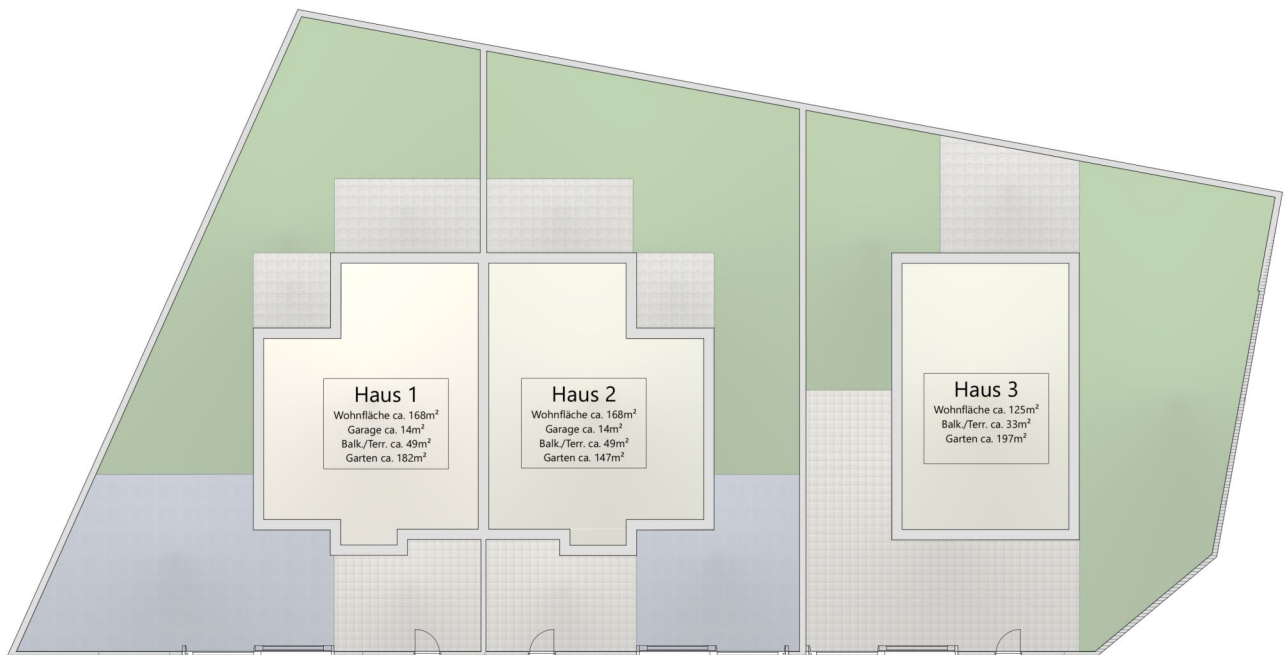 Haus 1
Wohnfläche ca. 168m²
Garage ca. 14m²
Balk./Terr. ca. 49m²
Garten ca. 182m²
Haus 2
Wohnfläche ca. 168m²
Garage ca. 14m²
Balk./Terr. ca. 49m²
Garten ca. 147m²
Haus 3
Wohnfläche ca. 125m²
Balk./Terr. ca. 33m²
Garten ca. 197m²